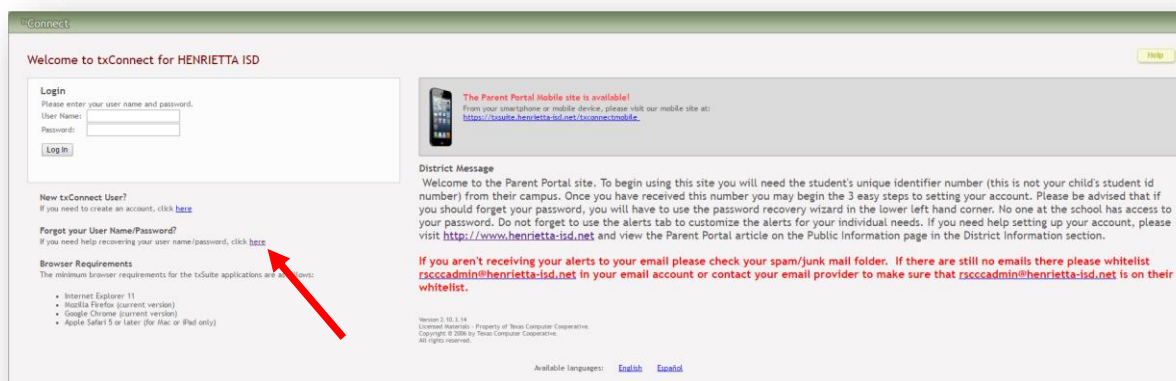 txConnect
Welcome to txConnect for HENRIETTA ISD
Help
Login
Please enter your user name and password.
User Name:
Password:
Log In
New txConnect User?
If you need to create an account, click here
Forgot your User Name/Password?
If you need help recovering your user name/password, click here
Browser Requirements
The minimum browser requirements for the txSuite applications are as follows:
• Internet Explorer 11
• Mozilla Firefox (current version)
• Google Chrome (current version)
• Apple Safari 5 or later (for Mac or iPad only)
The Parent Portal Mobile site is available!
From your smartphone or mobile device, please visit our mobile site at:
https://txsuite.henrietta-isd.net/txconnectmobile
District Message
Welcome to the Parent Portal site. To begin using this site you will need the student's unique identifier number (this is not your child's student id
number) from their campus. Once you have received this number you may begin the 3 easy steps to setting your account. Please be advised that if
you should forget your password, you will have to use the password recovery wizard in the lower left hand corner. No one at the school has access to
your password. Do not forget to use the alerts tab to customize the alerts for your individual needs. If you need help setting up your account, please
visit http://www.henrietta-isd.net and view the Parent Portal article on the Public Information page in the District Information section.
If you aren't receiving your alerts to your email please check your spam/junk mail folder. If there are still no emails there please whitelist
rscccadmin@henrietta-isd.net in your email account or contact your email provider to make sure that rscccadmin@henrietta-isd.net is on their
whitelist.
Version 2.10.3.14
Licensed Materials - Property of Texas Computer Cooperative.
Copyright © 2006 by Texas Computer Cooperative.
All rights reserved.
Available languages: English Español